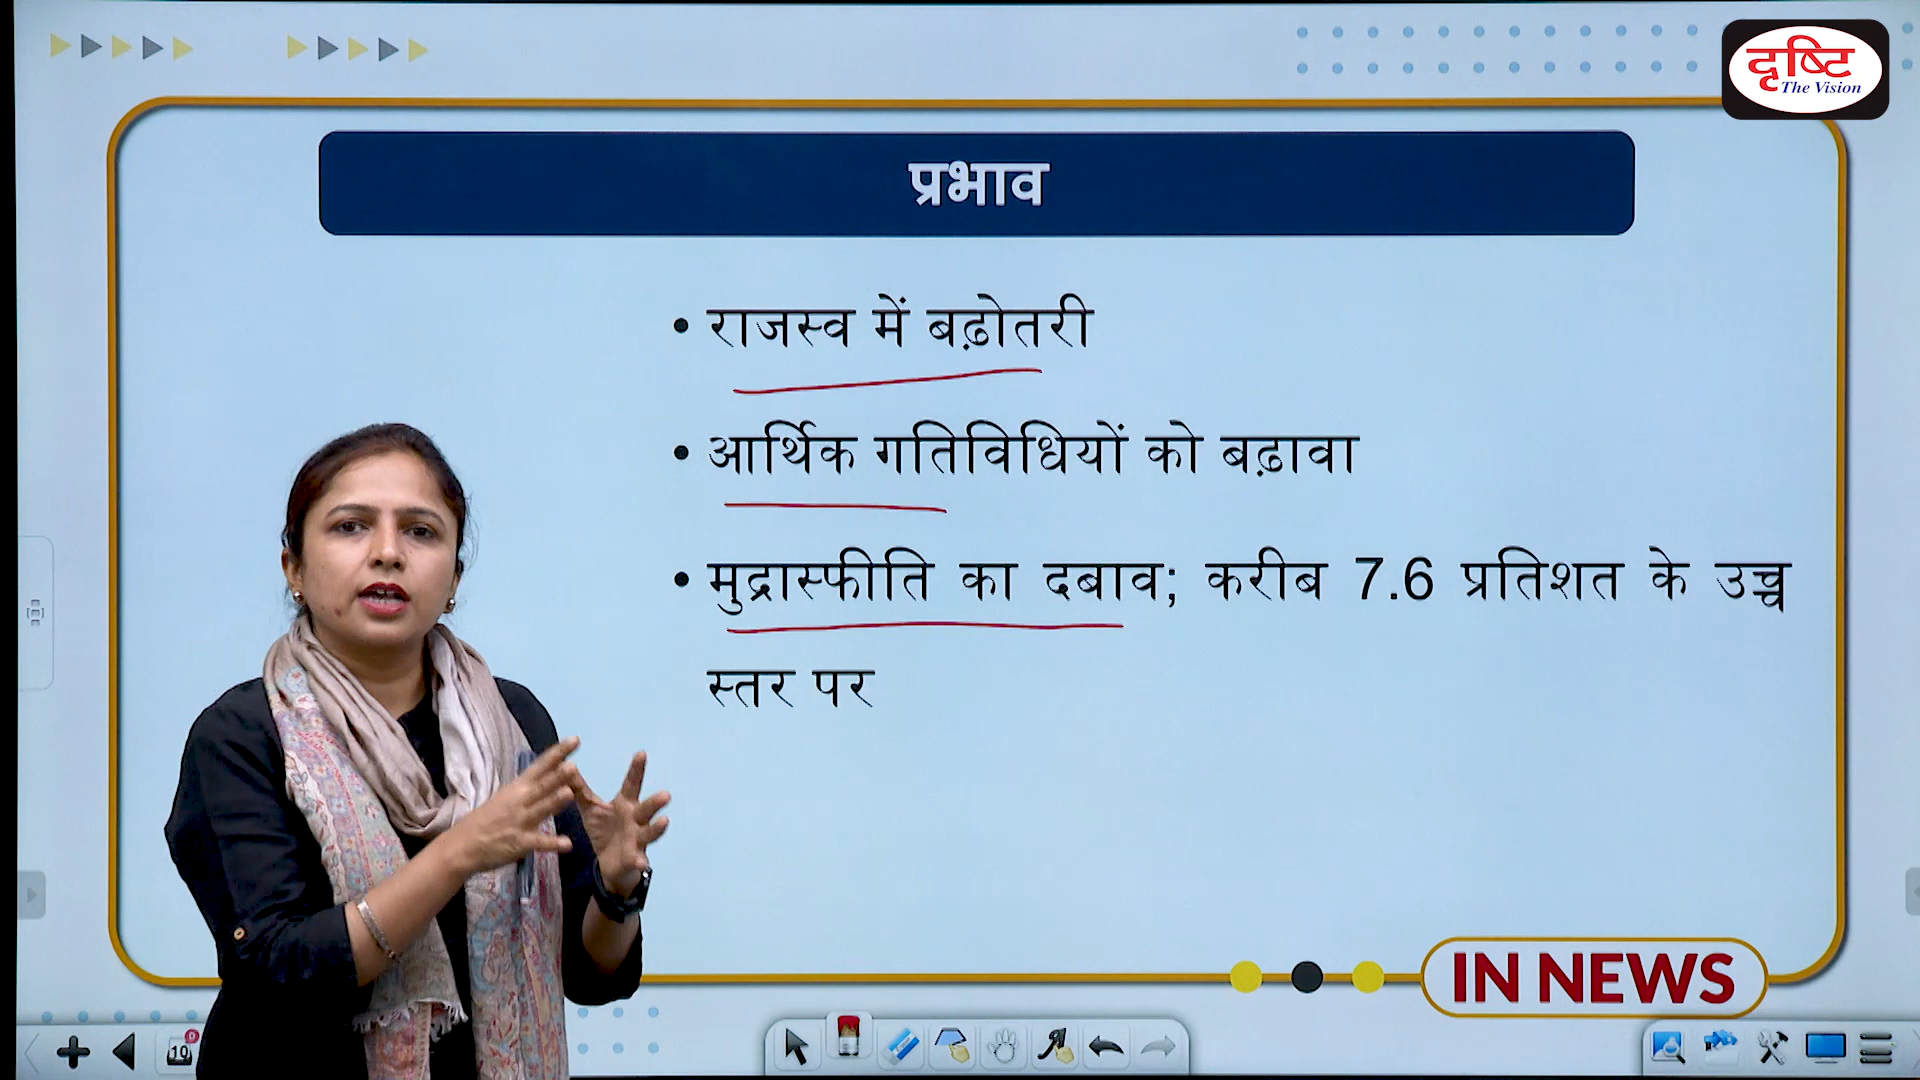 दृष्टि
The Vision
प्रभाव
• राजस्व में बढ़ोतरी
• आर्थिक गतिविधियों को बढ़ावा
• मुद्रास्फीति का दबाव; करीब 7.6 प्रतिशत के उच्च
स्तर पर
IN NEWS
10
0